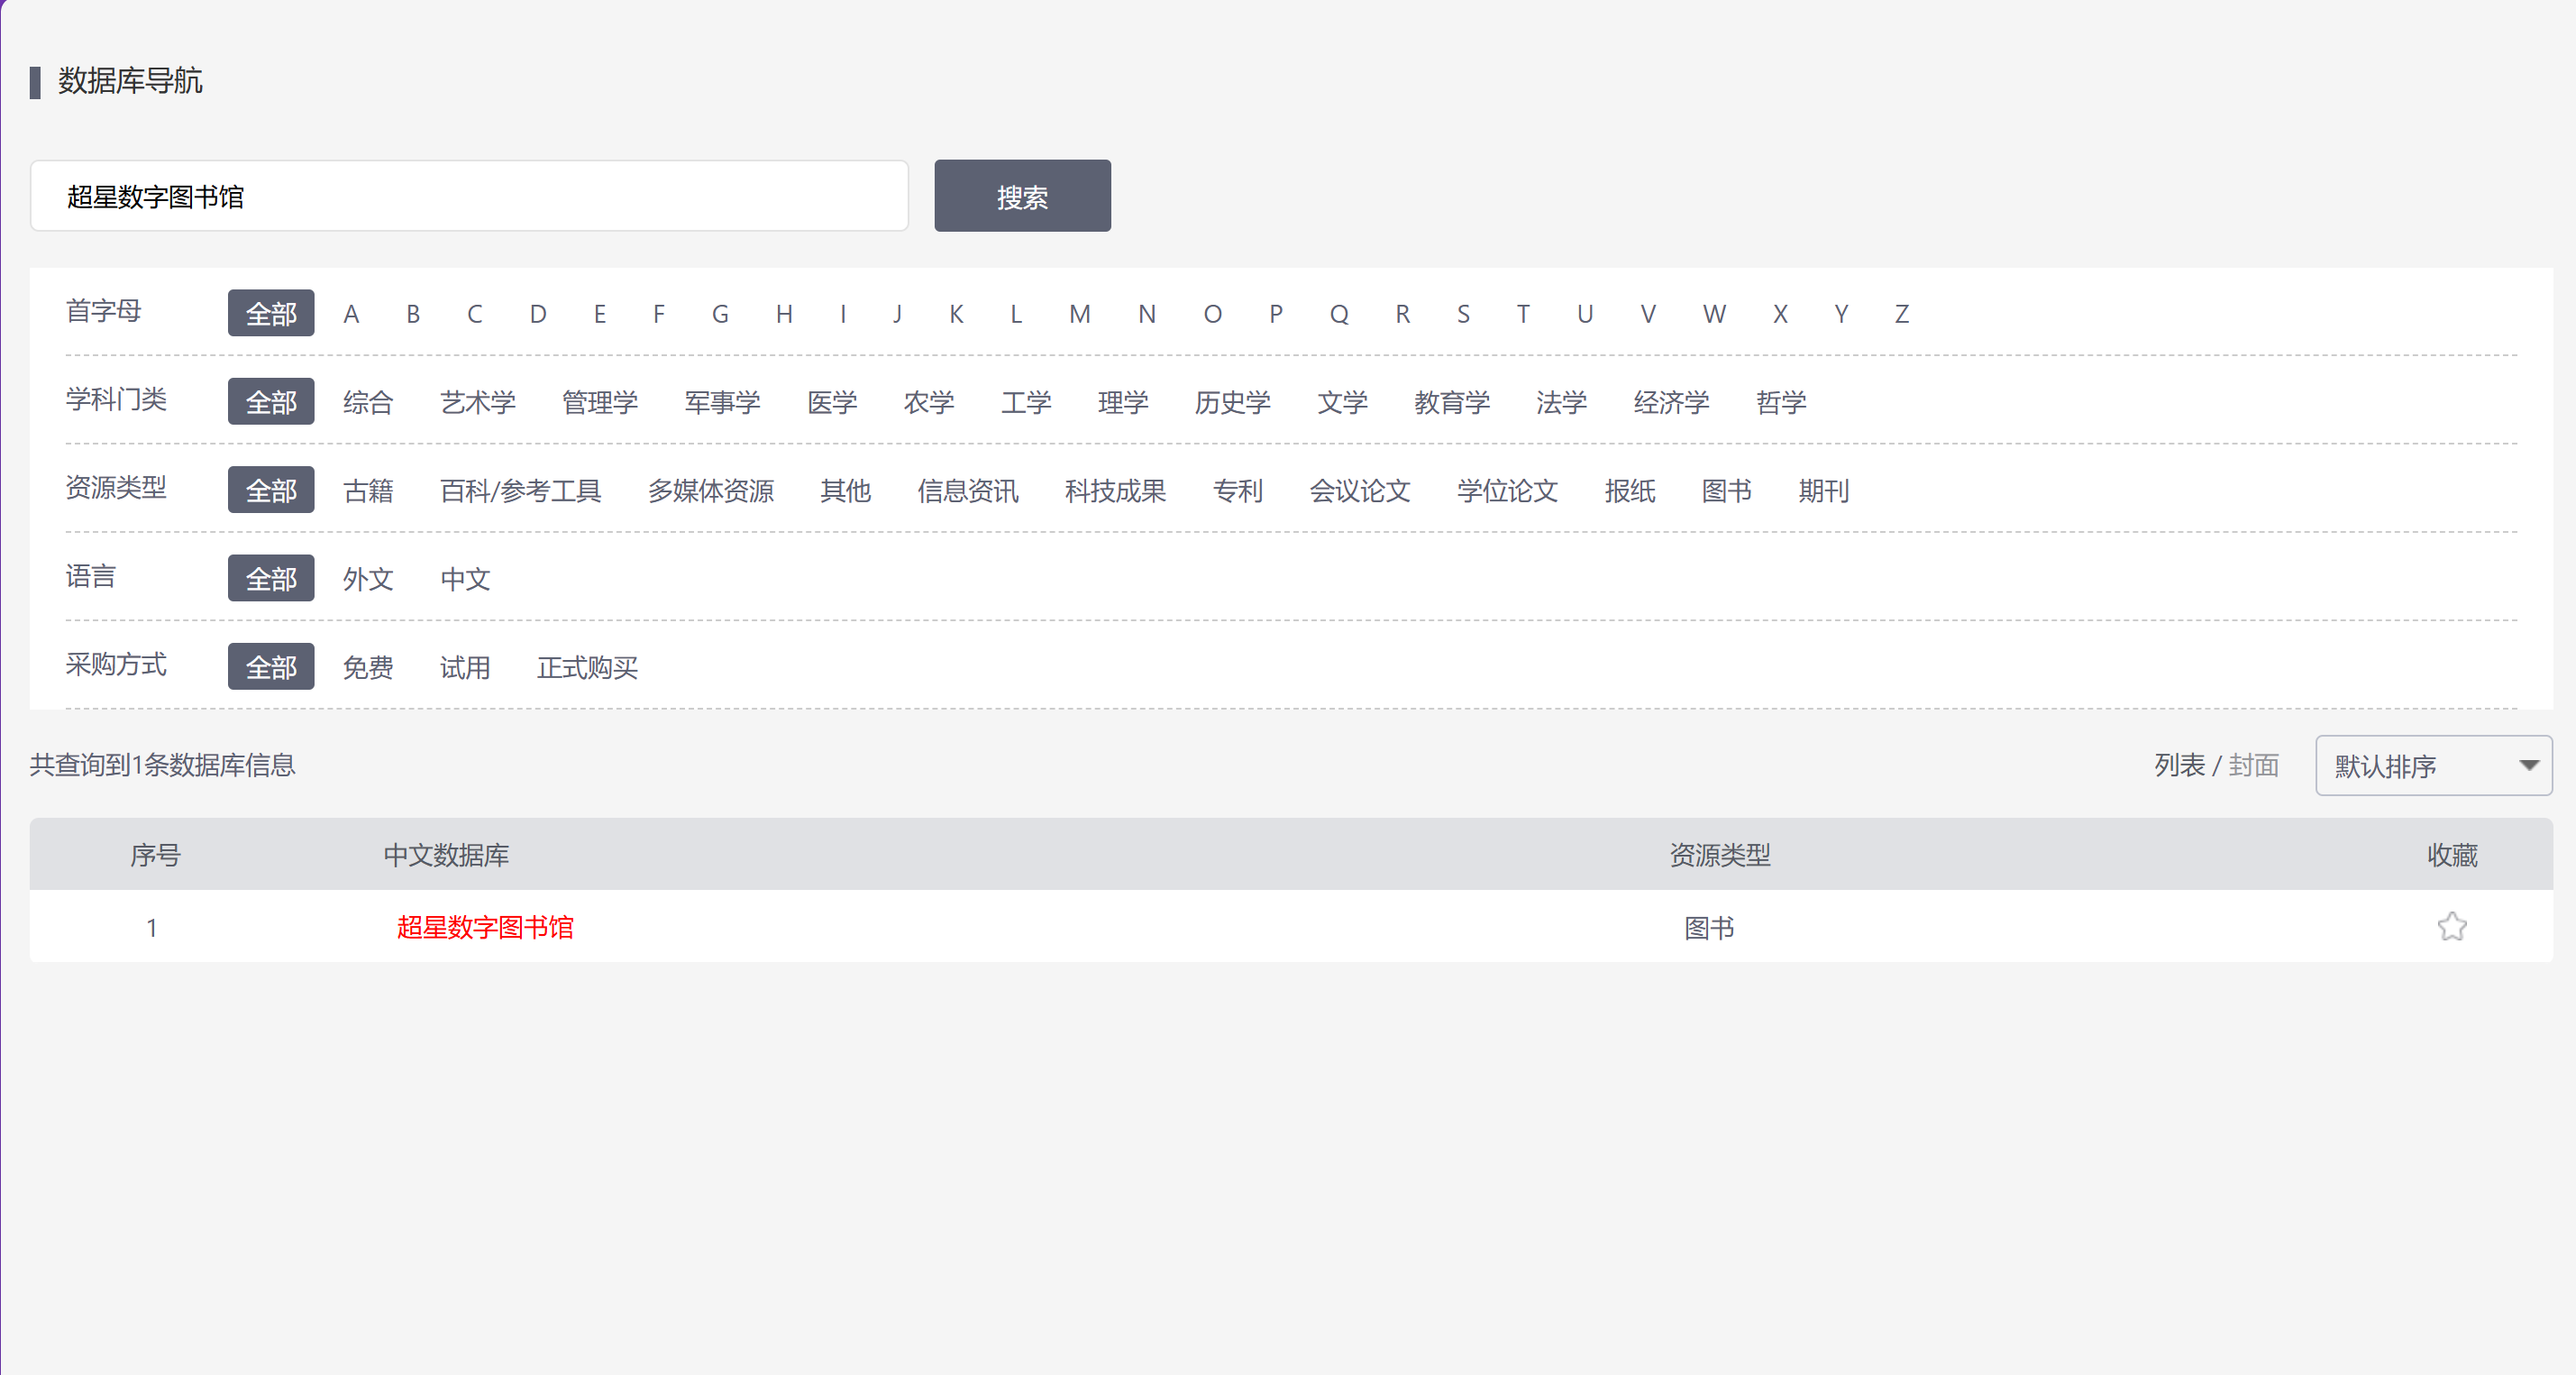 数据库导航
超星数字图书馆 搜索
首字母 全部 A B C D E F G H I J K L M N O P Q R S T U V W X Y Z
学科门类 全部 综合 艺术学 管理学 军事学 医学 农学 工学 理学 历史学 文学 教育学 法学 经济学 哲学
资源类型 全部 古籍 百科/参考工具 多媒体资源 其他 信息资讯 科技成果 专利 会议论文 学位论文 报纸 图书 期刊
语言 全部 外文 中文
采购方式 全部 免费 试用 正式购买
共查询到1条数据库信息 列表 / 封面 默认排序
序号 中文数据库 资源类型 收藏
1 超星数字图书馆 图书